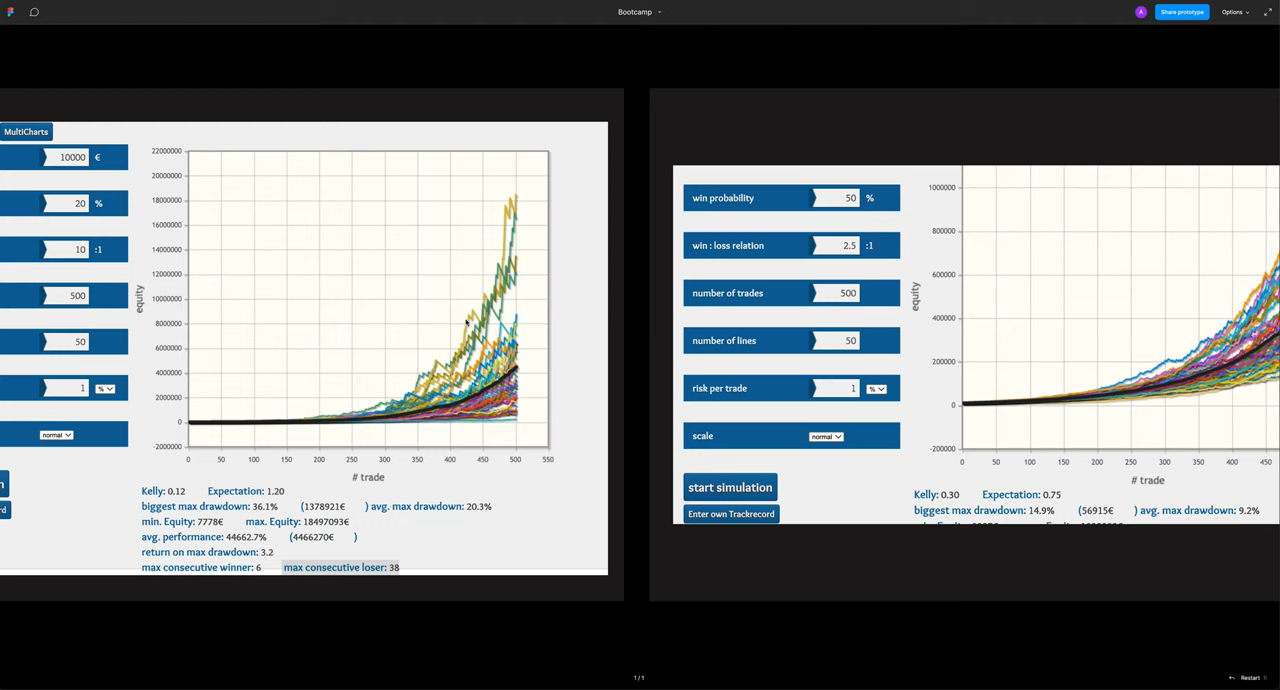 Bootcamp
A
Share prototype
Options
MultiCharts
10000 €
20 %
10 :1
500
50
1 %
normal
22000000
20000000
18000000
16000000
14000000
12000000
10000000
8000000
6000000
4000000
2000000
0
-2000000
equity
0 50 100 150 200 250 300 350 400 450 500 550
# trade
Kelly: 0.12 Expectation: 1.20
biggest max drawdown: 36.1% (1378921€ ) avg. max drawdown: 20.3%
min. Equity: 7778€ max. Equity: 18497093€
avg. performance: 44662.7% (4466270€ )
return on max drawdown: 3.2
max consecutive winner: 6 max consecutive loser: 38
win probability 50 %
win : loss relation 2.5 :1
number of trades 500
number of lines 50
risk per trade 1 %
scale normal
start simulation
Enter own Trackrecord
1000000
800000
600000
400000
200000
0
-200000
equity
0 50 100 150 200 250 300 350 400 450
# trade
Kelly: 0.30 Expectation: 0.75
biggest max drawdown: 14.9% (56915€ ) avg. max drawdown: 9.2%
1 / 1
Restart R